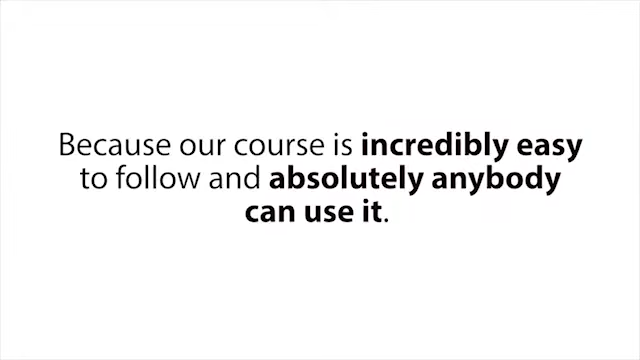 Because our course is incredibly easy
to follow and absolutely anybody
can use it.